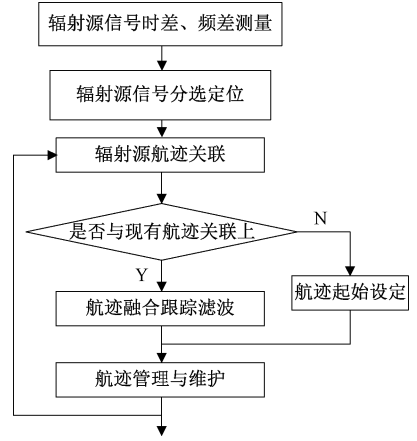 辐射源信号时差、频差测量
辐射源信号分选定位
辐射源航迹关联
是否与现有航迹关联上
N
Y
航迹起始设定
航迹融合跟踪滤波
航迹管理与维护